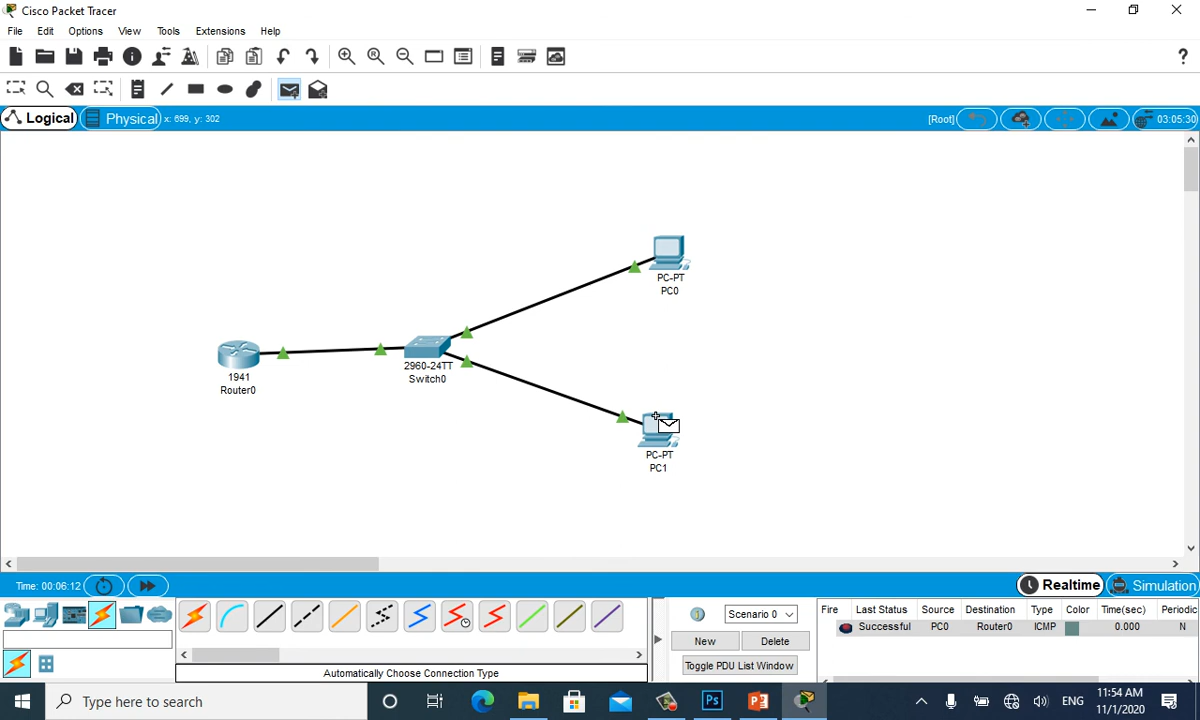 Cisco Packet Tracer
File Edit Options View Tools Extensions Help
?
Logical Physical x: 699, y: 302 [Root] 03:05:30
PC-PT
PC0
1941
Router0
2960-24TT
Switch0
PC-PT
PC1
Time: 00:06:12 Realtime Simulation
Scenario 0
New Delete
Toggle PDU List Window
Fire Last Status Source Destination Type Color Time(sec) Periodic
Successful PC0 Router0 ICMP 0.000 N
Automatically Choose Connection Type
Type here to search
Ps
ENG
11:54 AM
11/1/2020